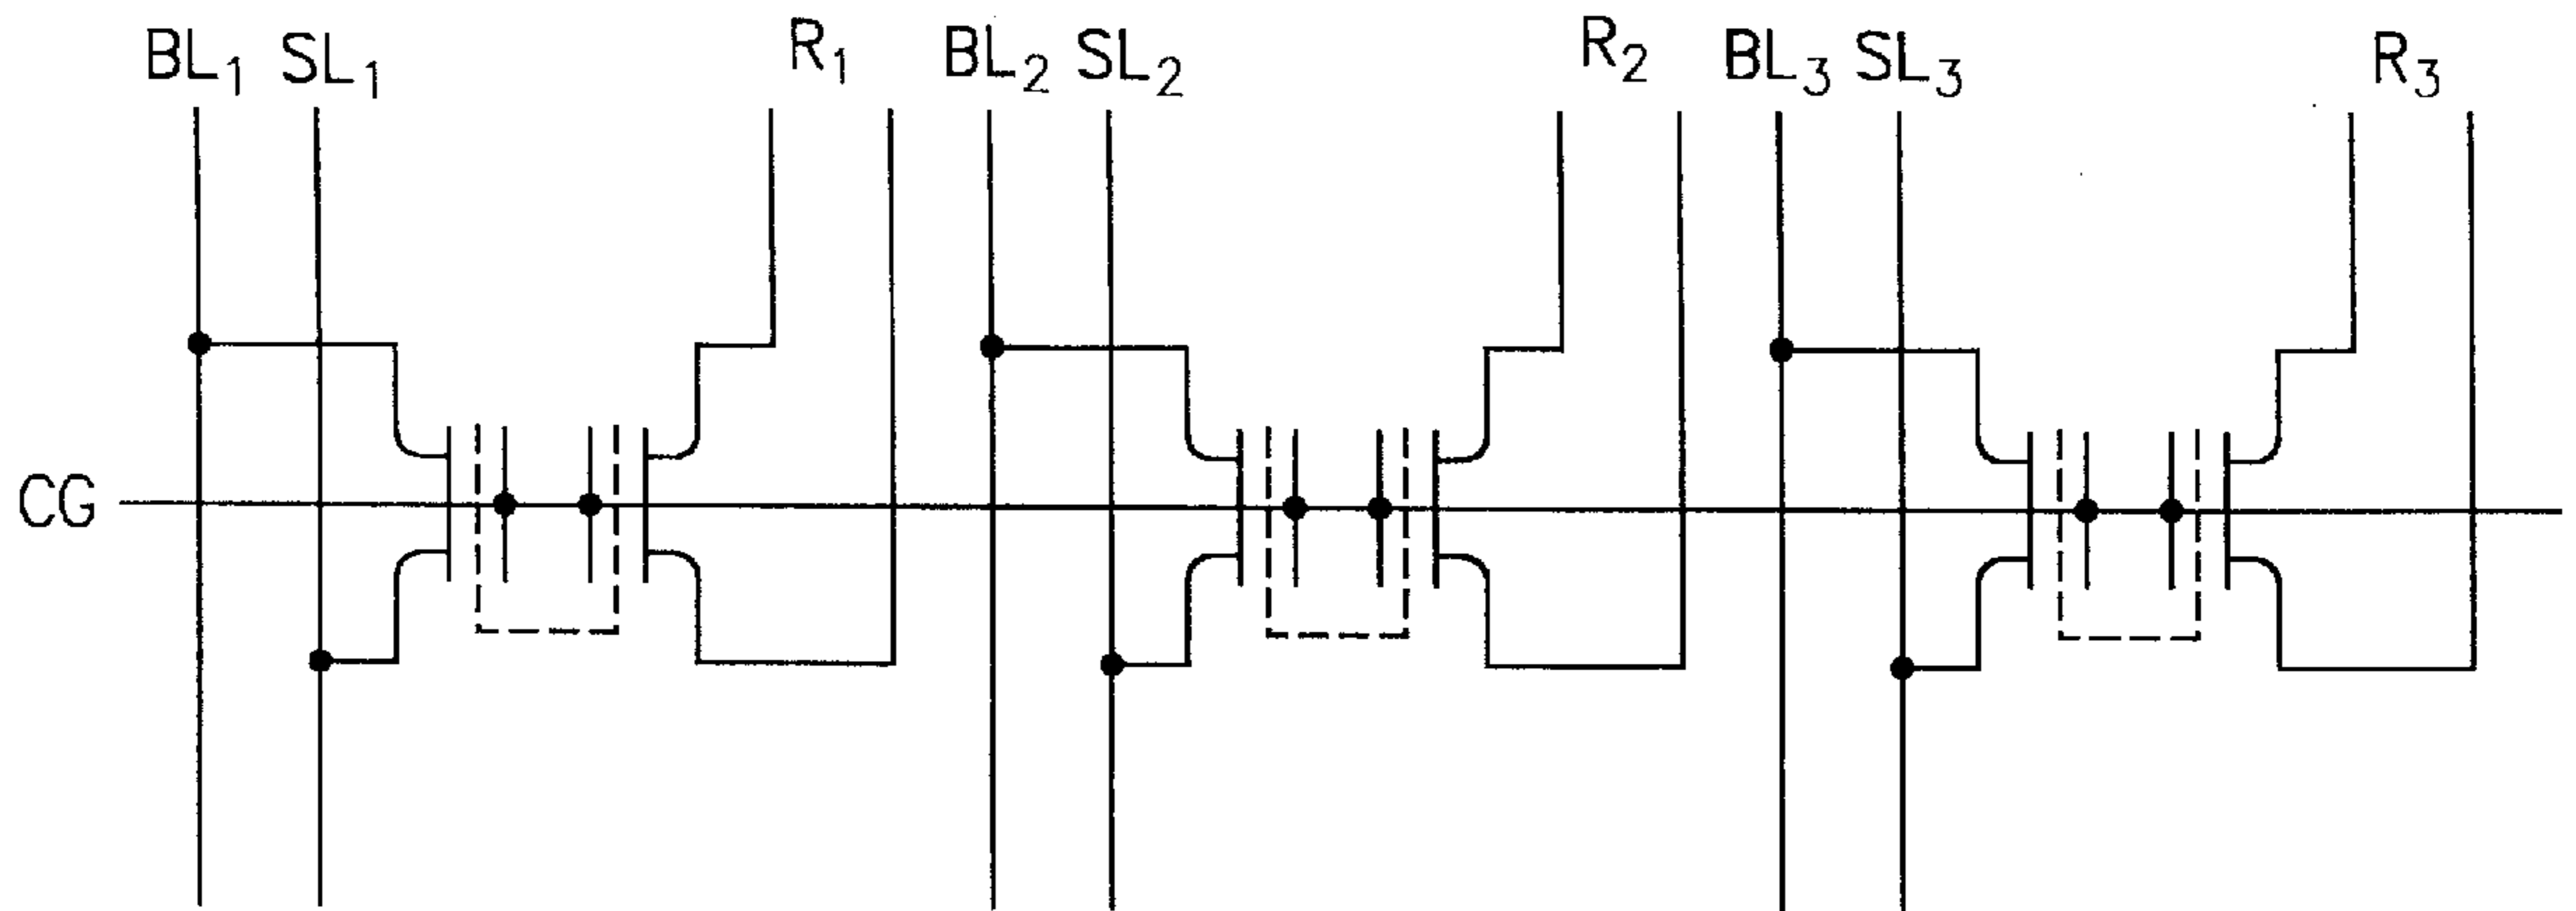 BL₁ SL₁ R₁ BL₂ SL₂ R₂ BL₃ SL₃ R₃
CG